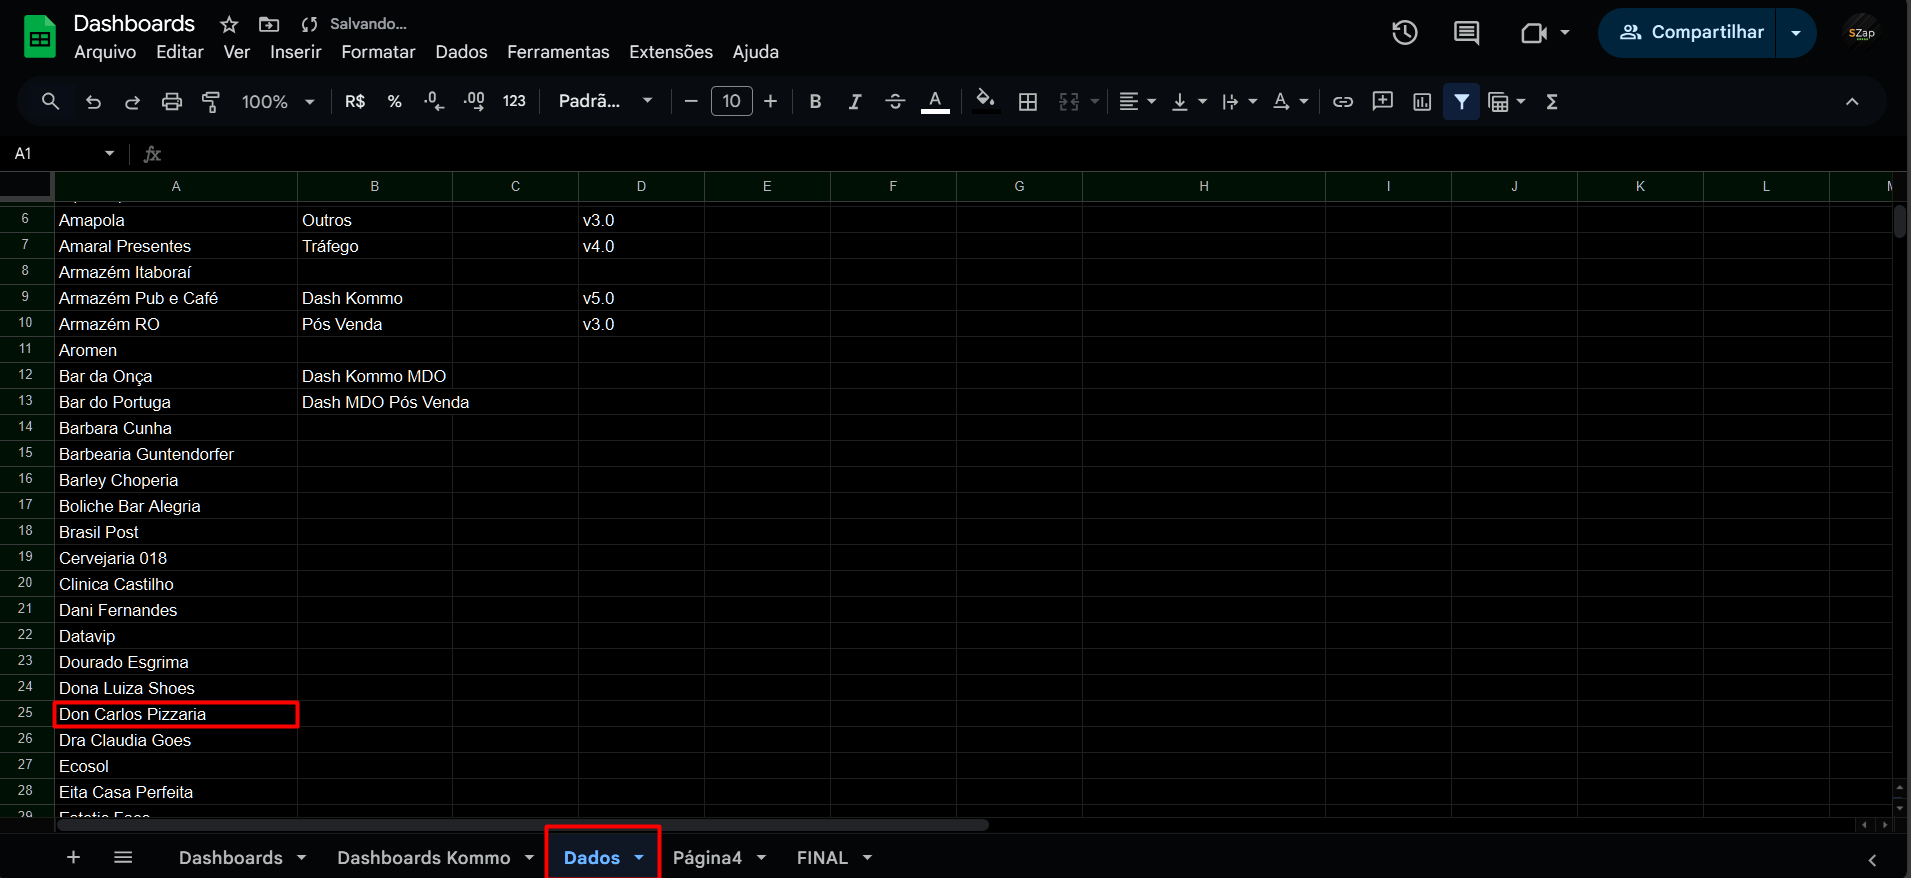 Dashboards Salvando...
Arquivo Editar Ver Inserir Formatar Dados Ferramentas Extensões Ajuda
Compartilhar
SZap
100% R$ % .0 .00 123 Padrã... 10 B I S A A Σ
A1 fx
A B C D E F G H I J K L
6 Amapola Outros v3.0
7 Amaral Presentes Tráfego v4.0
8 Armazém Itaboraí
9 Armazém Pub e Café Dash Kommo v5.0
10 Armazém RO Pós Venda v3.0
11 Aromen
12 Bar da Onça Dash Kommo MDO
13 Bar do Portuga Dash MDO Pós Venda
14 Barbara Cunha
15 Barbearia Guntendorfer
16 Barley Choperia
17 Boliche Bar Alegria
18 Brasil Post
19 Cervejaria 018
20 Clinica Castilho
21 Dani Fernandes
22 Datavip
23 Dourado Esgrima
24 Dona Luiza Shoes
25 Don Carlos Pizzaria
26 Dra Claudia Goes
27 Ecosol
28 Eita Casa Perfeita
29
Dashboards Dashboards Kommo Dados Página4 FINAL